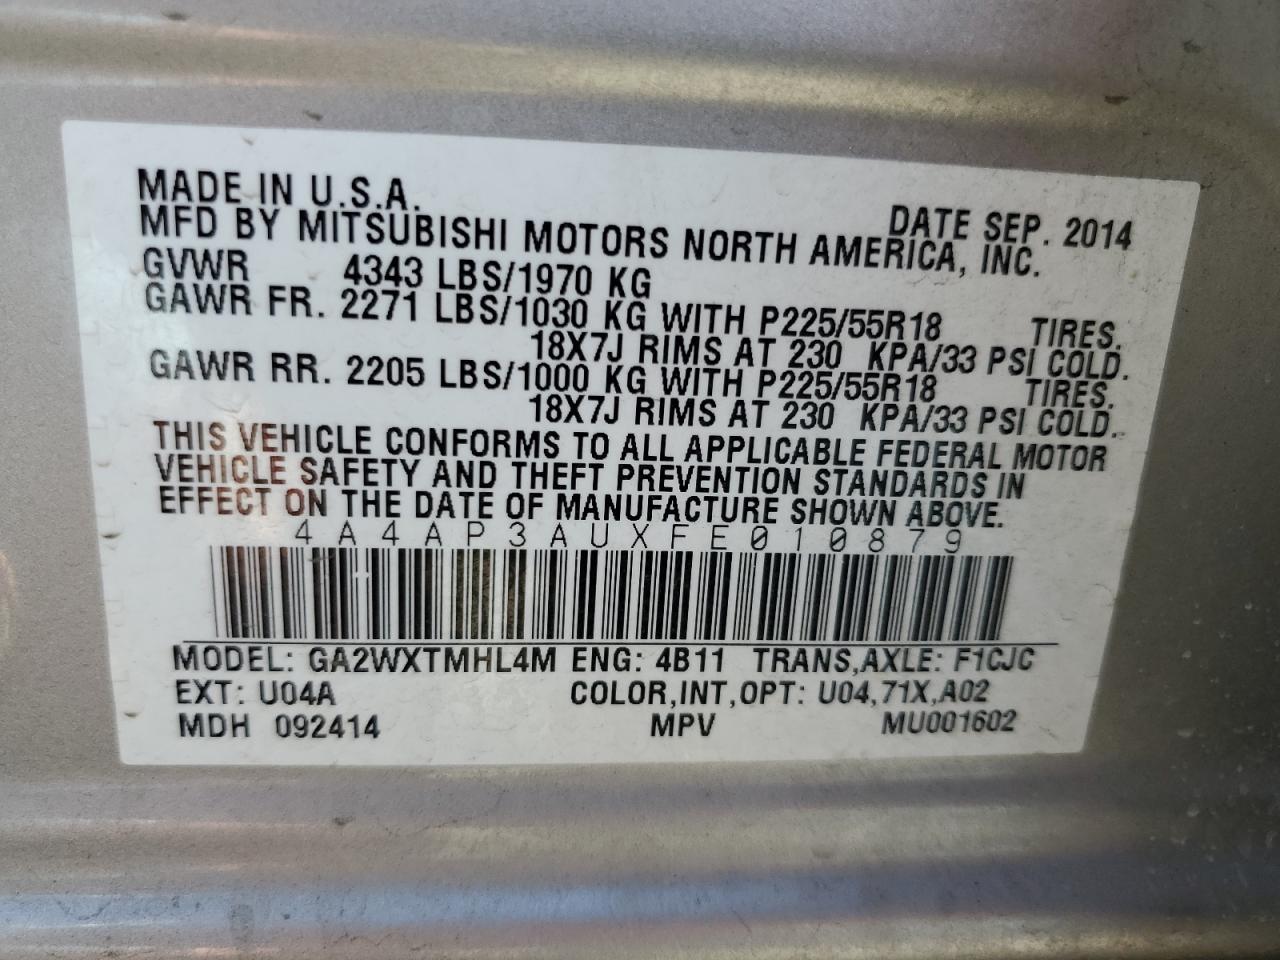 MADE IN U.S.A.
DATE SEP. 2014
MFD BY MITSUBISHI MOTORS NORTH AMERICA, INC.
GVWR 4343 LBS/1970 KG
GAWR FR. 2271 LBS/1030 KG WITH P225/55R18 TIRES.
18X7J RIMS AT 230 KPA/33 PSI COLD.
GAWR RR. 2205 LBS/1000 KG WITH P225/55R18 TIRES.
18X7J RIMS AT 230 KPA/33 PSI COLD.
THIS VEHICLE CONFORMS TO ALL APPLICABLE FEDERAL MOTOR
VEHICLE SAFETY AND THEFT PREVENTION STANDARDS IN
EFFECT ON THE DATE OF MANUFACTURE SHOWN ABOVE.
4A4AP3AUXFE010879
MODEL: GA2WXTMHL4M ENG: 4B11 TRANS,AXLE: F1CJC
EXT: U04A COLOR,INT,OPT: U04,71X,A02
MDH 092414 MPV MU001602